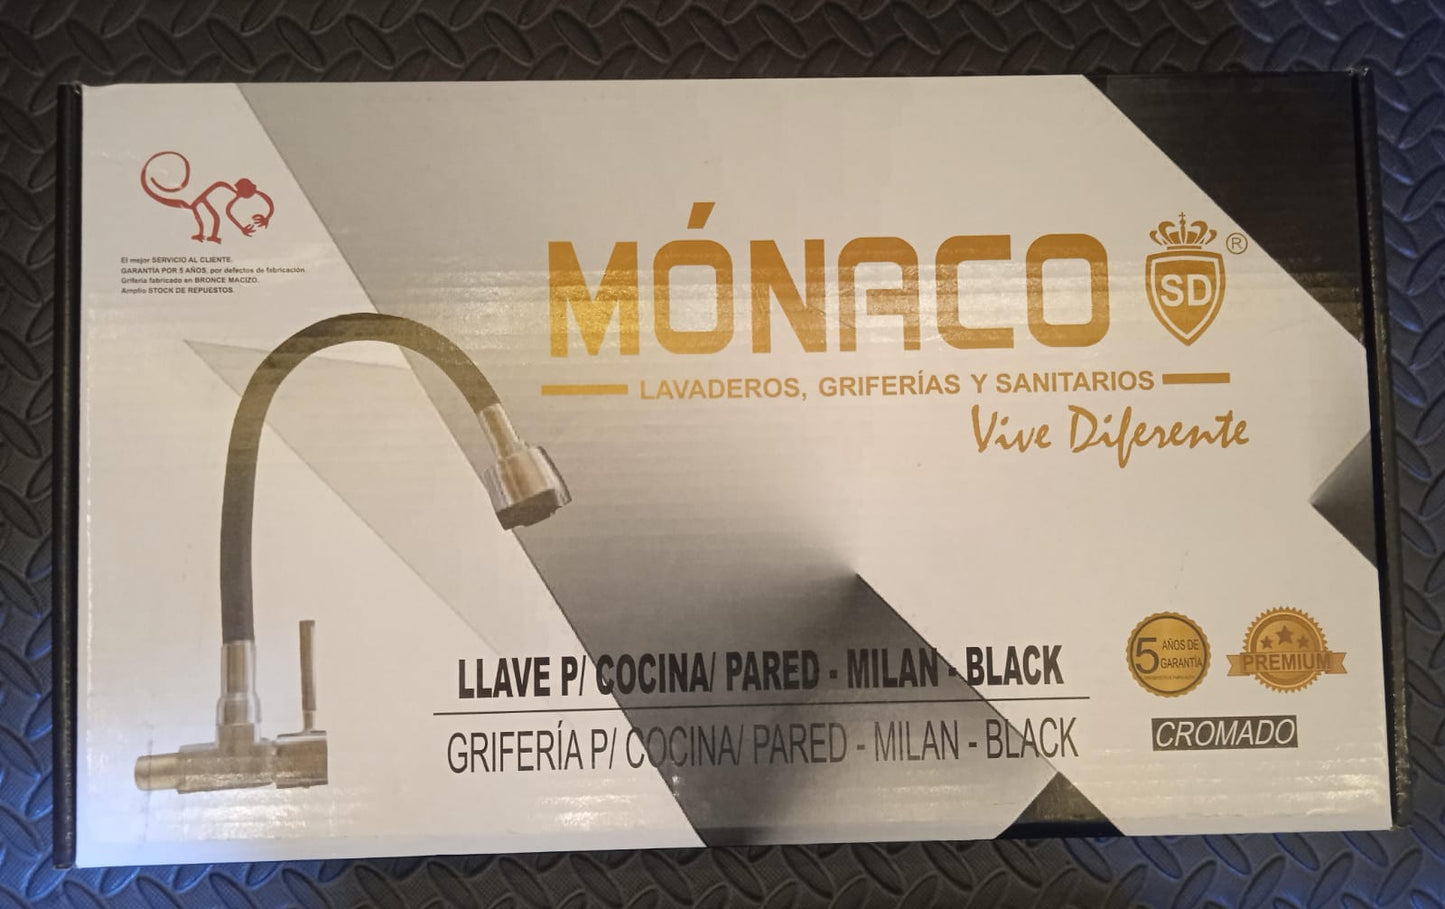 El mejor SERVICIO AL CLIENTE.
GARANTÍA POR 5 AÑOS, por defectos de fabricación.
Grifería fabricado en BRONCE MACIZO.
Amplio STOCK DE REPUESTOS.
MÓNACO
SD
®
LAVADEROS, GRIFERÍAS Y SANITARIOS
Vive Diferente
LLAVE P/ COCINA/ PARED - MILAN - BLACK
GRIFERÍA P/ COCINA/ PARED - MILAN - BLACK
5 AÑOS DE
GARANTÍA
PREMIUM
CROMADO